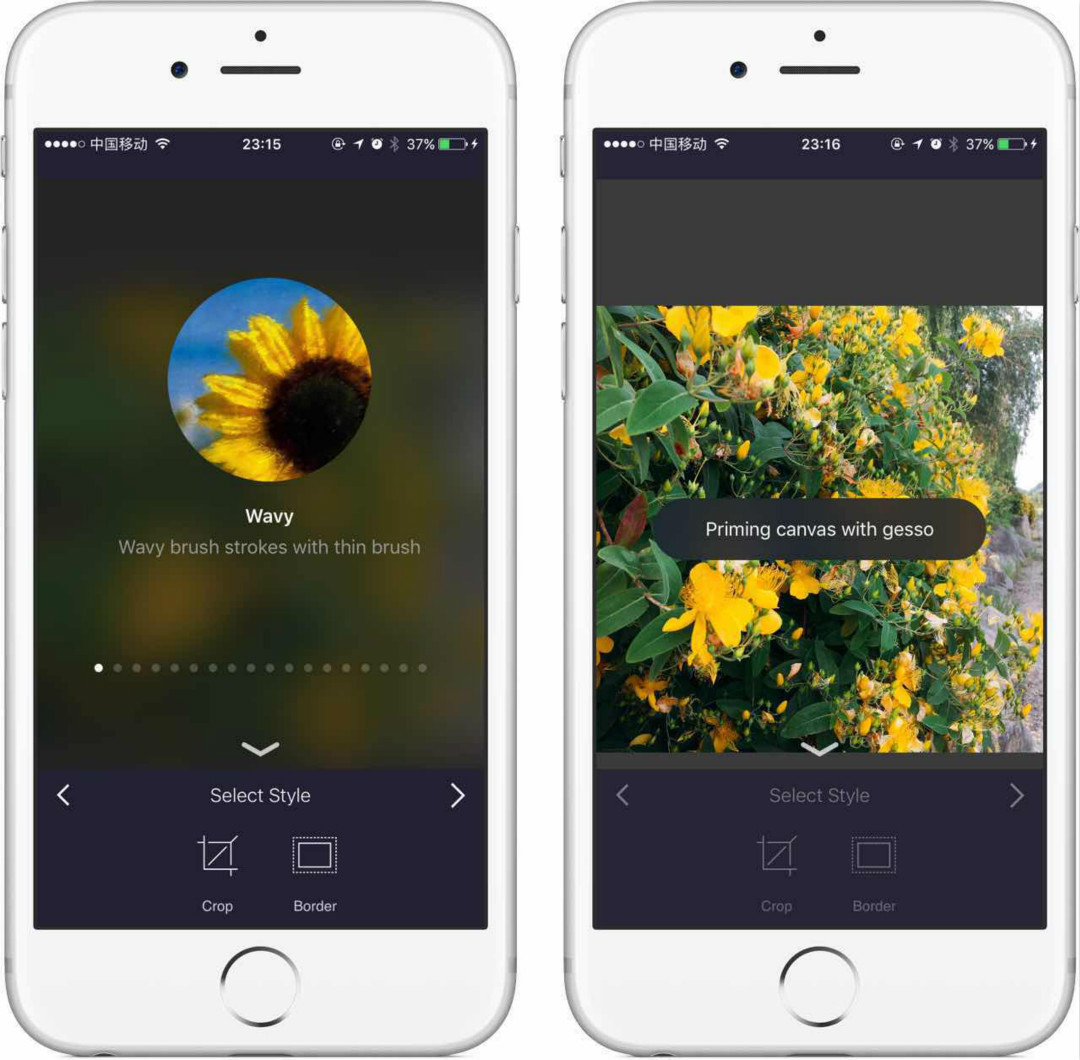 中国移动
23:15
37%
Wavy
Wavy brush strokes with thin brush
Select Style
Crop
Border
中国移动
23:16
37%
Priming canvas with gesso
Select Style
Crop
Border